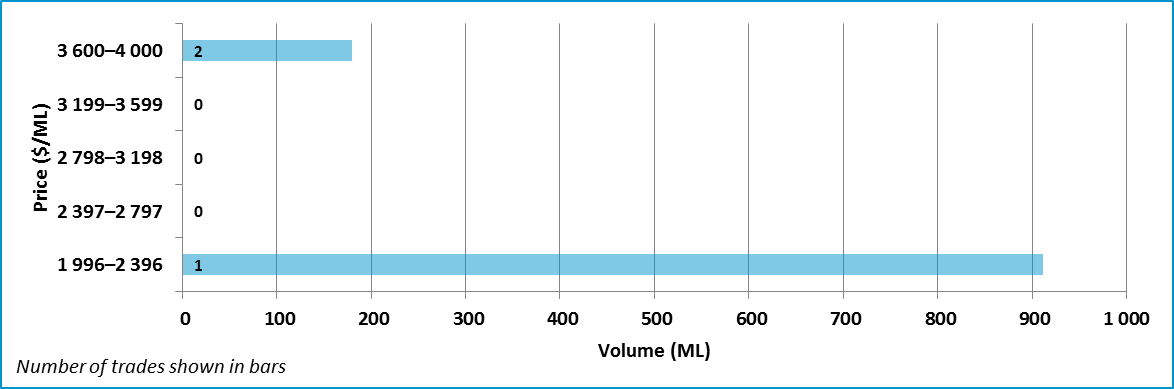 Price ($/ML)
3 600–4 000
2
3 199–3 599
0
2 798–3 198
0
2 397–2 797
0
1 996–2 396
1
0 100 200 300 400 500 600 700 800 900 1 000
Volume (ML)
Number of trades shown in bars